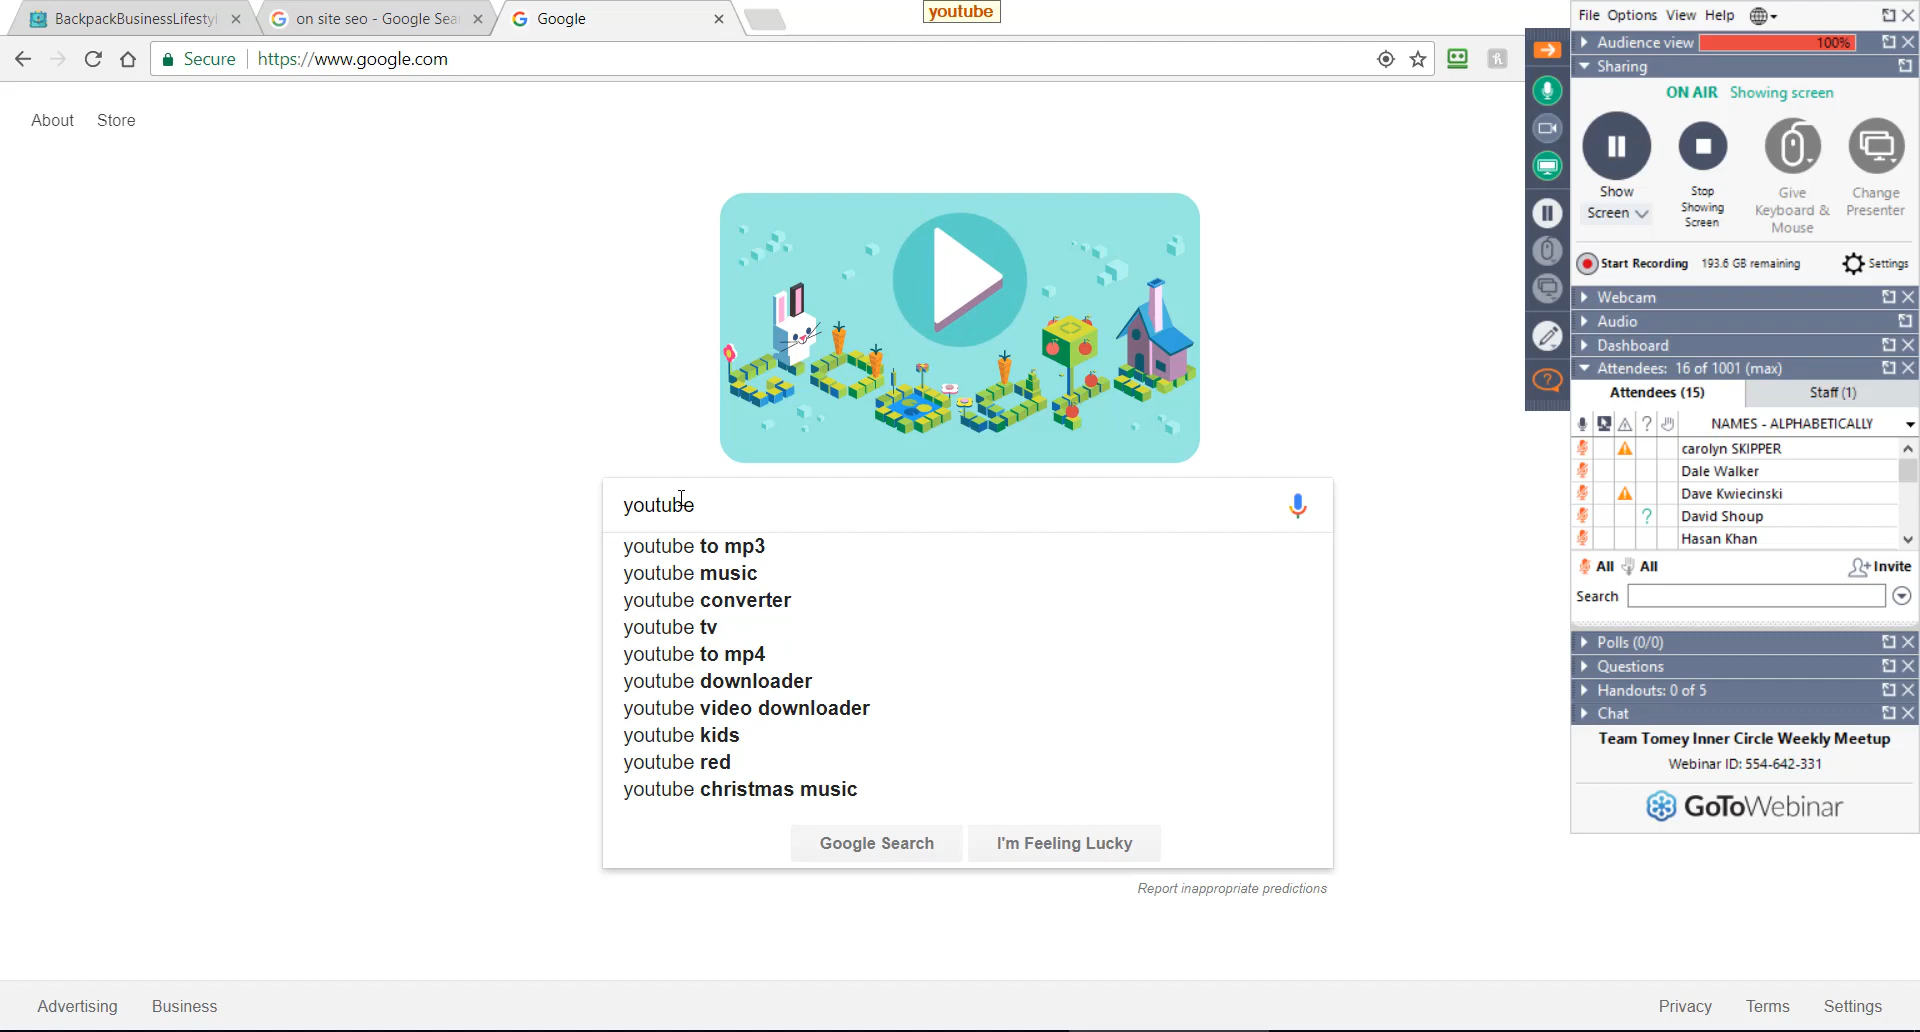 BackpackBusinessLifestyl
on site seo - Google Sea
Google
youtube
Secure
https://www.google.com
About
Store
youtube
youtube to mp3
youtube music
youtube converter
youtube tv
youtube to mp4
youtube downloader
youtube video downloader
youtube kids
youtube red
youtube christmas music
Google Search
I'm Feeling Lucky
Report inappropriate predictions
Advertising
Business
Privacy
Terms
Settings
File Options View Help
Audience view 100%
Sharing
ON AIR Showing screen
Show
Screen
Stop
Showing
Screen
Give
Keyboard &
Mouse
Change
Presenter
Start Recording 193.6 GB remaining
Settings
Webcam
Audio
Dashboard
Attendees: 16 of 1001 (max)
Attendees (15)
Staff (1)
NAMES - ALPHABETICALLY
carolyn SKIPPER
Dale Walker
Dave Kwiecinski
David Shoup
Hasan Khan
All All
Invite
Search
Polls (0/0)
Questions
Handouts: 0 of 5
Chat
Team Tomey Inner Circle Weekly Meetup
Webinar ID: 554-642-331
GoToWebinar